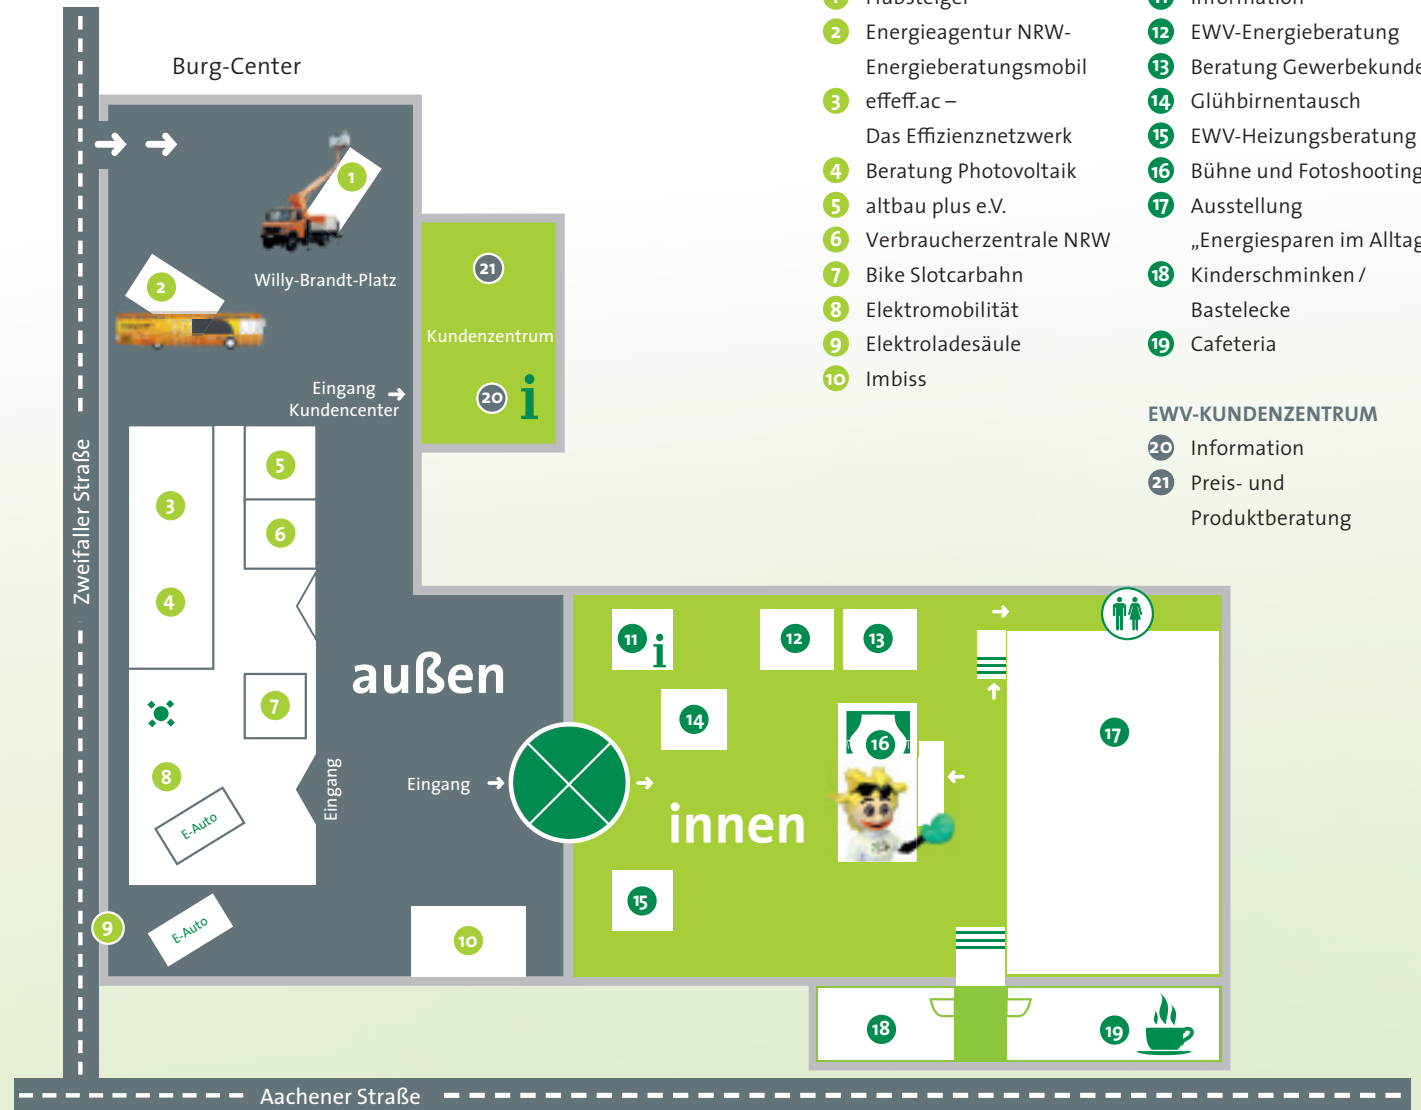 1 Hubsteiger
2 Energieagentur NRW-
Energieberatungsmobil
3 effeff.ac –
Das Effizienznetzwerk
4 Beratung Photovoltaik
5 altbau plus e.V.
6 Verbraucherzentrale NRW
7 Bike Slotcarbahn
8 Elektromobilität
9 Elektroladesäule
10 Imbiss
11 Information
12 EWV-Energieberatung
13 Beratung Gewerbekunde
14 Glühbirnentausch
15 EWV-Heizungsberatung
16 Bühne und Fotoshooting
17 Ausstellung
„Energiesparen im Alltag
18 Kinderschminken /
Bastelecke
19 Cafeteria
EWV-KUNDENZENTRUM
20 Information
21 Preis- und
Produktberatung
Burg-Center
1
2
Willy-Brandt-Platz
21
Kundenzentrum
20 i
Eingang
Kundencenter
Zweifaller Straße
3
4
5
6
7
8
E-Auto
Eingang
außen
Eingang
9
E-Auto
10
11 i
12
13
14
16
17
innen
15
18
19
Aachener Straße